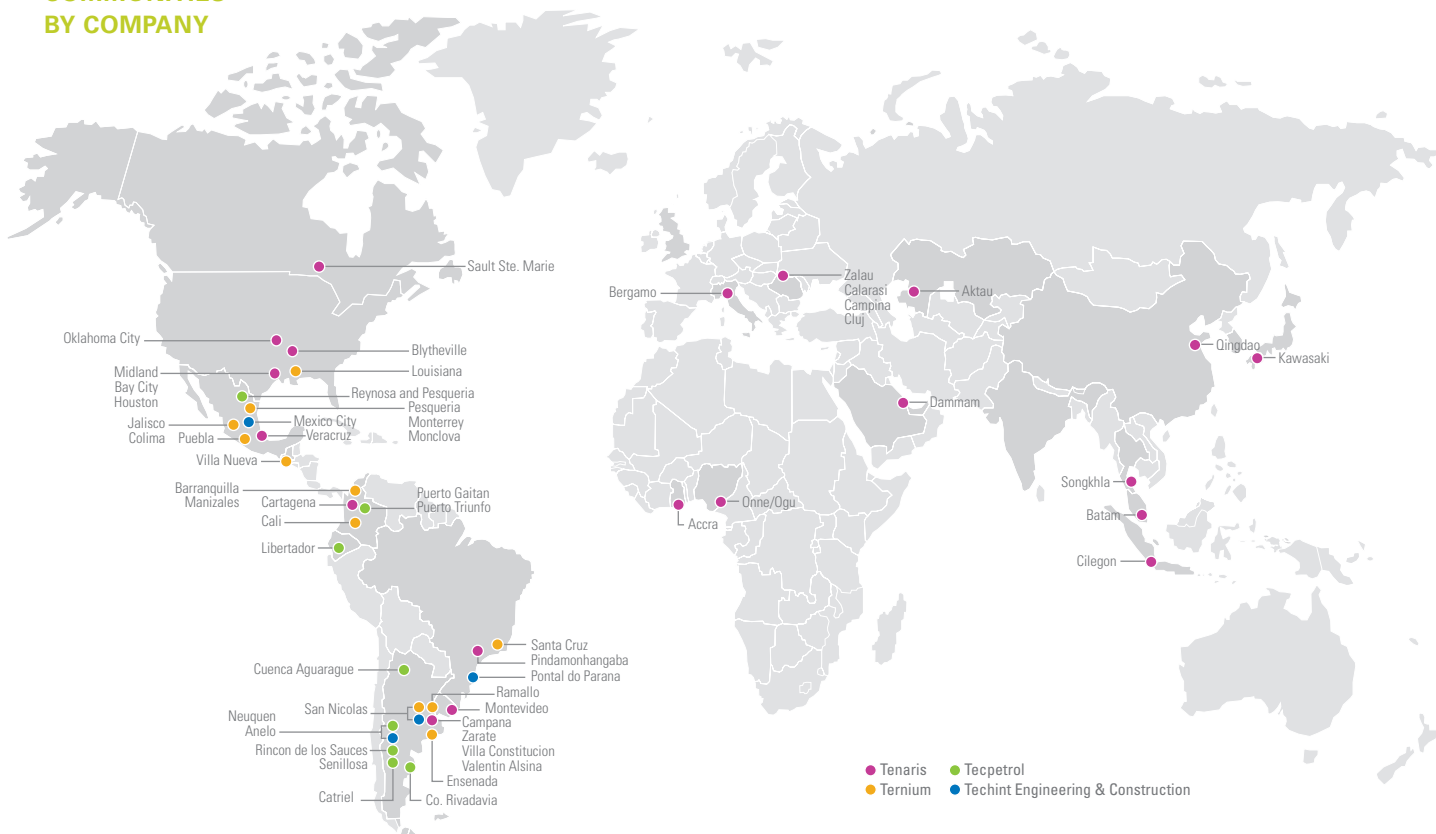 BY COMPANY
Sault Ste. Marie
Oklahoma City
Blytheville
Midland
Bay City
Houston
Louisiana
Reynosa and Pesqueria
Pesqueria
Monterrey
Monclova
Mexico City
Veracruz
Jalisco
Colima
Puebla
Villa Nueva
Barranquilla
Manizales
Cartagena
Puerto Gaitan
Puerto Triunfo
Cali
Libertador
Santa Cruz
Pindamonhangaba
Pontal do Parana
Cuenca Aguarague
Ramallo
San Nicolas
Montevideo
Neuquen
Anelo
Campana
Zarate
Villa Constitucion
Valentin Alsina
Rincon de los Sauces
Senillosa
Ensenada
Catriel
Co. Rivadavia
Bergamo
Zalau
Calarasi
Campina
Cluj
Aktau
Qingdao
Kawasaki
Dammam
Onne/Ogu
Accra
Songkhla
Batam
Cilegon
Tenaris
Tecpetrol
Ternium
Techint Engineering & Construction